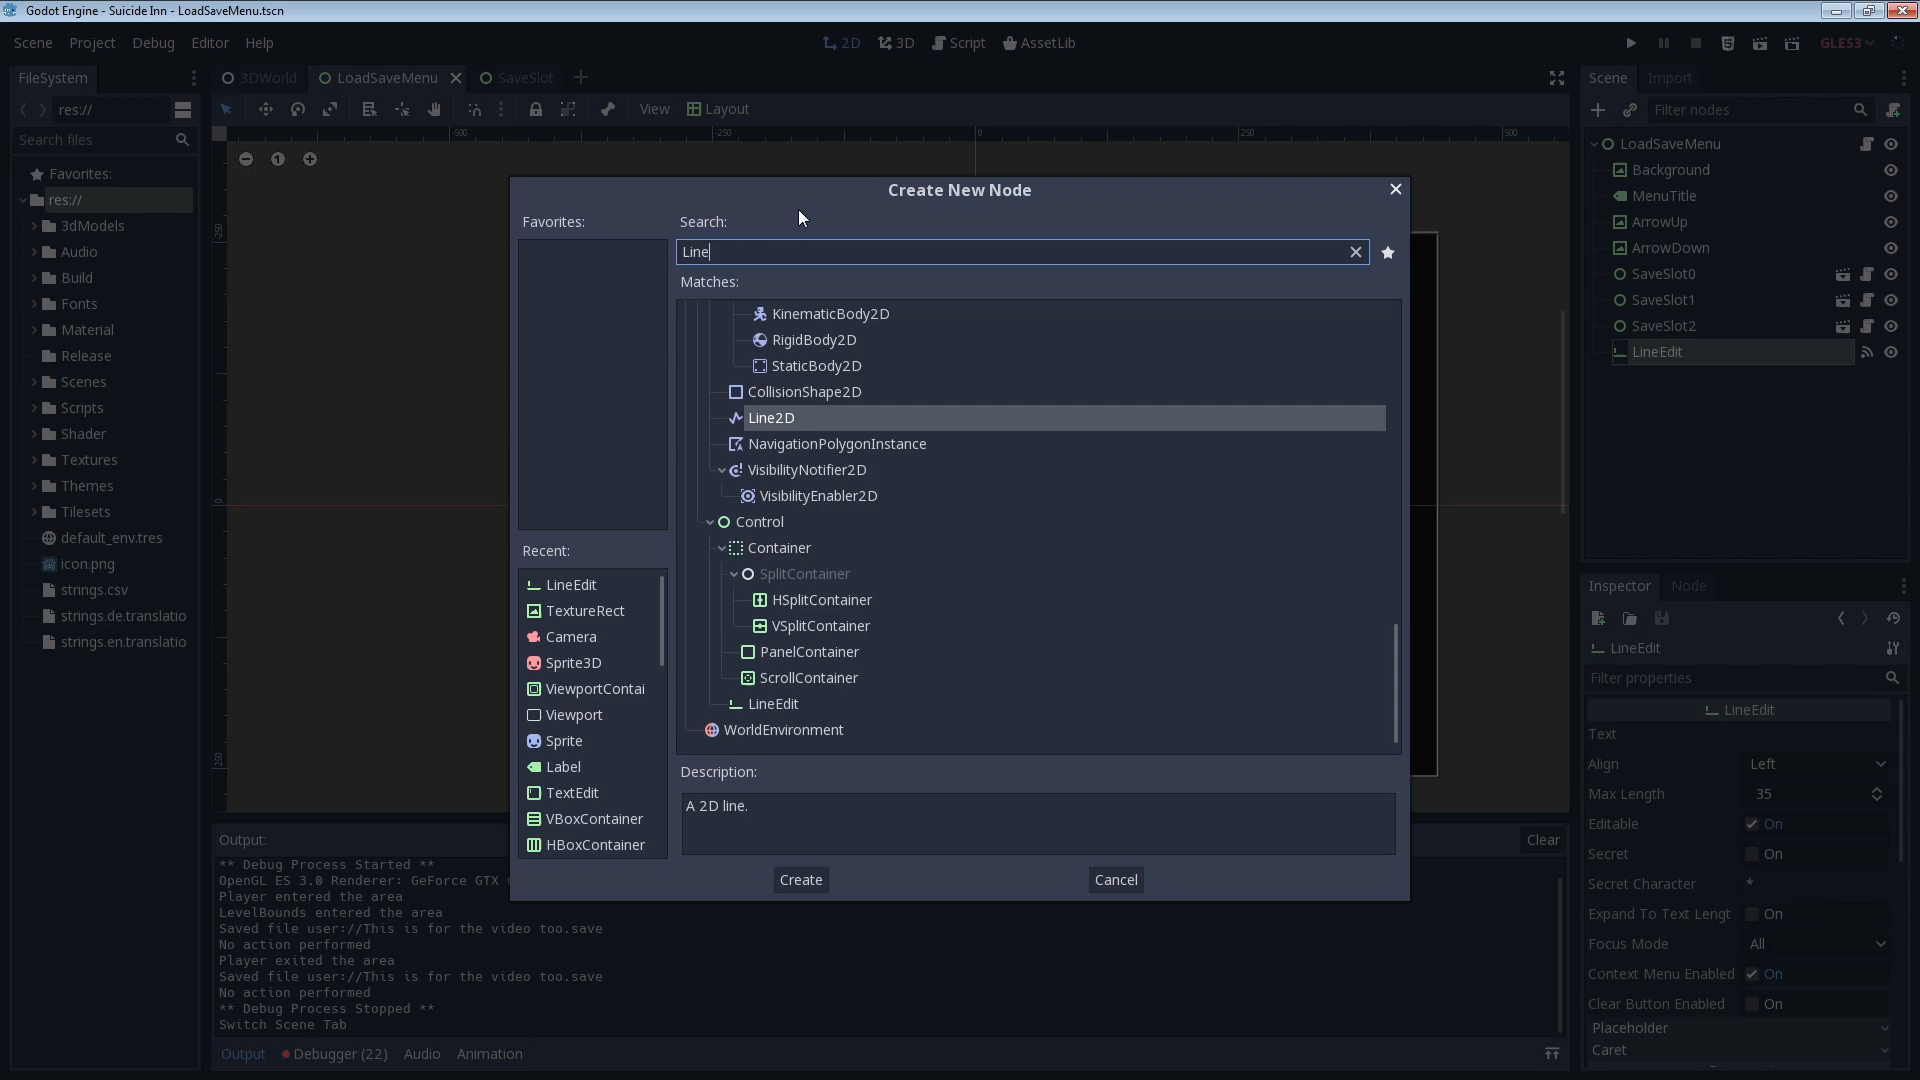 Godot Engine - Suicide Inn - LoadSaveMenu.tscn
Scene Project Debug Editor Help
2D 3D Script AssetLib
GLES3
FileSystem
3DWorld LoadSaveMenu SaveSlot
Scene Import
res://
View Layout
Filter nodes
Search files
-500 -250 0 250 500
-250
0
250
Favorites:
res://
3dModels
Audio
Build
Fonts
Material
Release
Scenes
Scripts
Shader
Textures
Themes
Tilesets
default_env.tres
icon.png
strings.csv
strings.de.translatio
strings.en.translatio
Create New Node
Favorites:
Search:
Line
Matches:
KinematicBody2D
RigidBody2D
StaticBody2D
CollisionShape2D
Line2D
NavigationPolygonInstance
VisibilityNotifier2D
VisibilityEnabler2D
Control
Container
SplitContainer
HSplitContainer
VSplitContainer
PanelContainer
ScrollContainer
LineEdit
WorldEnvironment
Recent:
LineEdit
TextureRect
Camera
Sprite3D
ViewportContai
Viewport
Sprite
Label
TextEdit
VBoxContainer
HBoxContainer
Description:
A 2D line.
Create Cancel
LoadSaveMenu
Background
MenuTitle
ArrowUp
ArrowDown
SaveSlot0
SaveSlot1
SaveSlot2
LineEdit
Inspector Node
LineEdit
Filter properties
LineEdit
Text
Align Left
Max Length 35
Editable On
Secret On
Secret Character *
Expand To Text Lengt On
Focus Mode All
Context Menu Enabled On
Clear Button Enabled On
Placeholder
Caret
Output:
Clear
** Debug Process Started **
OpenGL ES 3.0 Renderer: GeForce GTX
Player entered the area
LevelBounds entered the area
Saved file user://This is for the video too.save
No action performed
Player exited the area
Saved file user://This is for the video too.save
No action performed
** Debug Process Stopped **
Switch Scene Tab
Output Debugger (22) Audio Animation